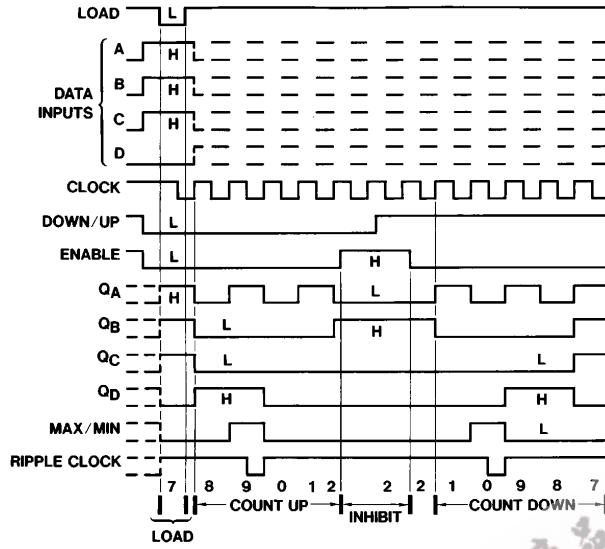 LOAD L
A H
B H
DATA
INPUTS
C H
D
CLOCK
DOWN/UP L
ENABLE L H
QA H L
QB L H
QC L L
QD H H
MAX/MIN L
RIPPLE CLOCK
7 8 9 0 1 2 2 2 1 0 9 8 7
COUNT UP INHIBIT COUNT DOWN
LOAD